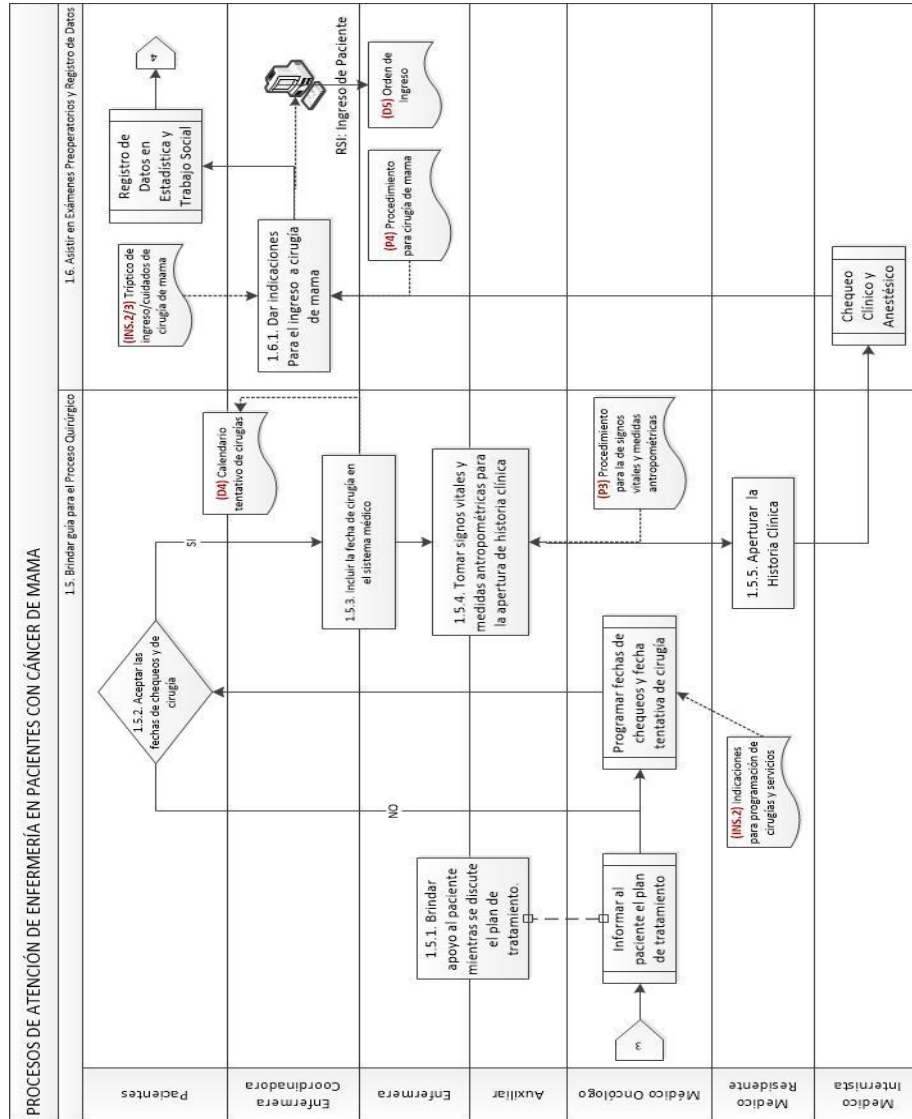 PROCESOS DE ATENCIÓN DE ENFERMERÍA EN PACIENTES CON CÁNCER DE MAMA
1.5. Brindar guía para el Proceso Quirúrgico
1.6. Asistir en Exámenes Preoperatorios y Registro de Datos
Pacientes
1.5.2. Aceptar las
fechas de chequeos y de
cirugía
SI
NO
(INS.2/3) Tríptico de
ingreso/cuidados de
cirugía de mama
Registro de
Datos en
Estadística y
Trabajo Social
4
Enfermera
Coordinadora
(D4) Calendario
tentativo de cirugías
1.6.1. Dar indicaciones
Para el ingreso a cirugía
de mama
RSI: Ingreso de Paciente
Enfermera
1.5.3. Incluir la fecha de cirugía en
el sistema médico
(P4) Procedimiento
para cirugía de mama
(D5) Orden de
Ingreso
Auxiliar
1.5.1. Brindar
apoyo al paciente
mientras se discute
el plan de
tratamiento.
1.5.4. Tomar signos vitales y
medidas antropométricas para
la apertura de historia clínica
Médico Oncólogo
3
Informar al
paciente el plan
de tratamiento
Programar fechas de
chequeos y fecha
tentativa de cirugía
(P3) Procedimiento
para la de signos
vitales y medidas
antropométricas
Medico
Residente
(INS.2) Indicaciones
para programación de
cirugías y servicios
1.5.5. Aperturar la
Historia Clínica
Medico
Internista
Chequeo
Clínico y
Anestésico